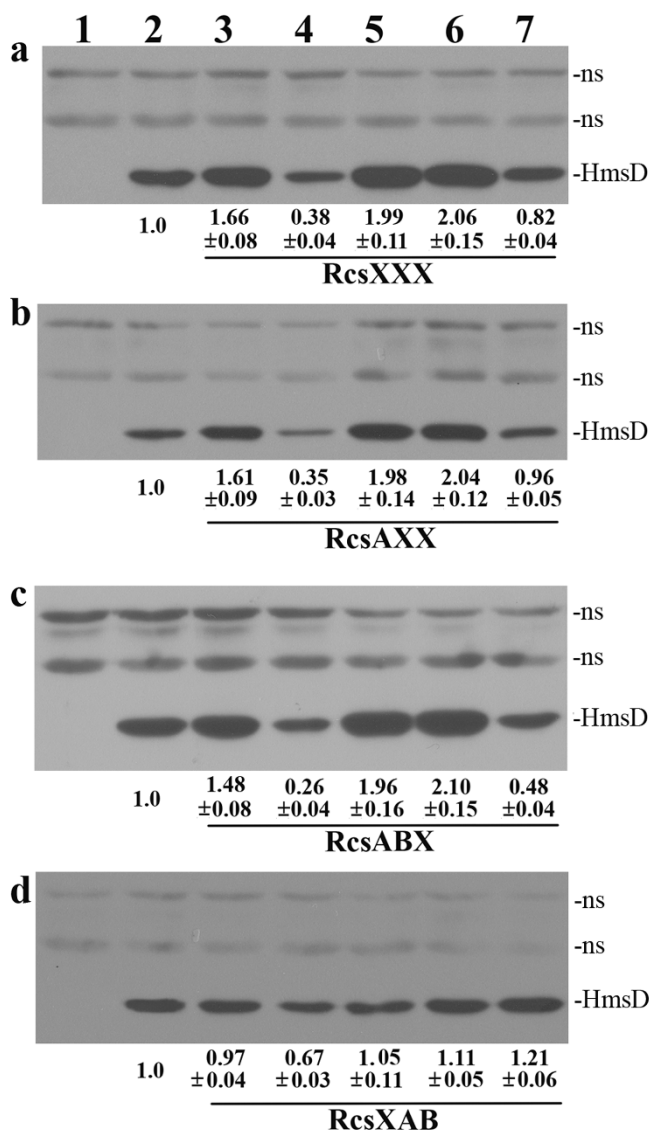 1 2 3 4 5 6 7
a
-ns
-ns
-HmsD
1.0 1.66 0.38 1.99 2.06 0.82
±0.08 ±0.04 ±0.11 ±0.15 ±0.04
RcsXXX
b
-ns
-ns
-HmsD
1.0 1.61 0.35 1.98 2.04 0.96
±0.09 ±0.03 ±0.14 ±0.12 ±0.05
RcsAXX
c
-ns
-ns
-HmsD
1.0 1.48 0.26 1.96 2.10 0.48
±0.08 ±0.04 ±0.16 ±0.15 ±0.04
RcsABX
d
-ns
-ns
-HmsD
1.0 0.97 0.67 1.05 1.11 1.21
±0.04 ±0.03 ±0.11 ±0.05 ±0.06
RcsXAB